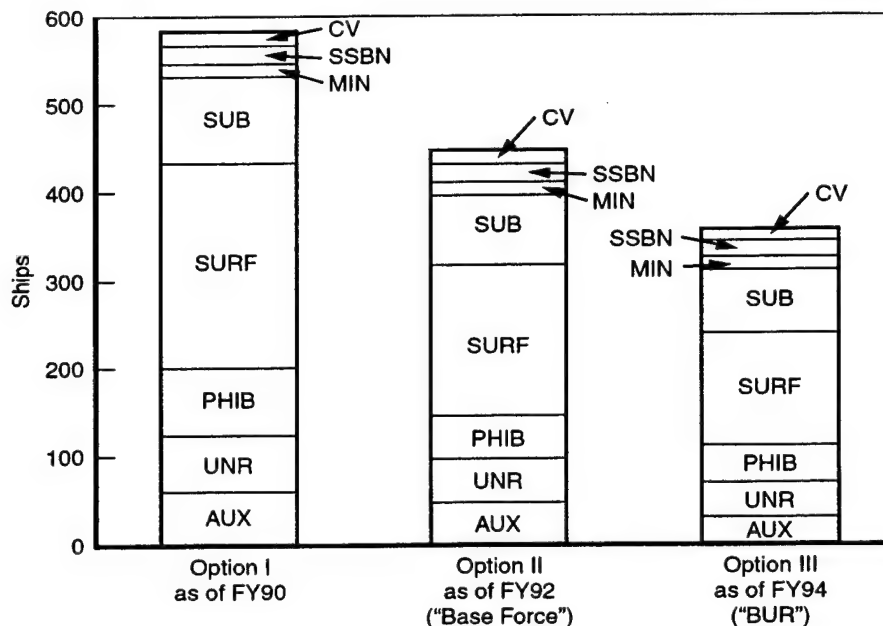 600
500
400
300
200
100
0
Ships
CV
SSBN
MIN
SUB
SURF
PHIB
UNR
AUX
Option I
as of FY90
CV
SSBN
MIN
SUB
SURF
PHIB
UNR
AUX
Option II
as of FY92
("Base Force")
CV
SSBN
MIN
SUB
SURF
PHIB
UNR
AUX
Option III
as of FY94
("BUR")